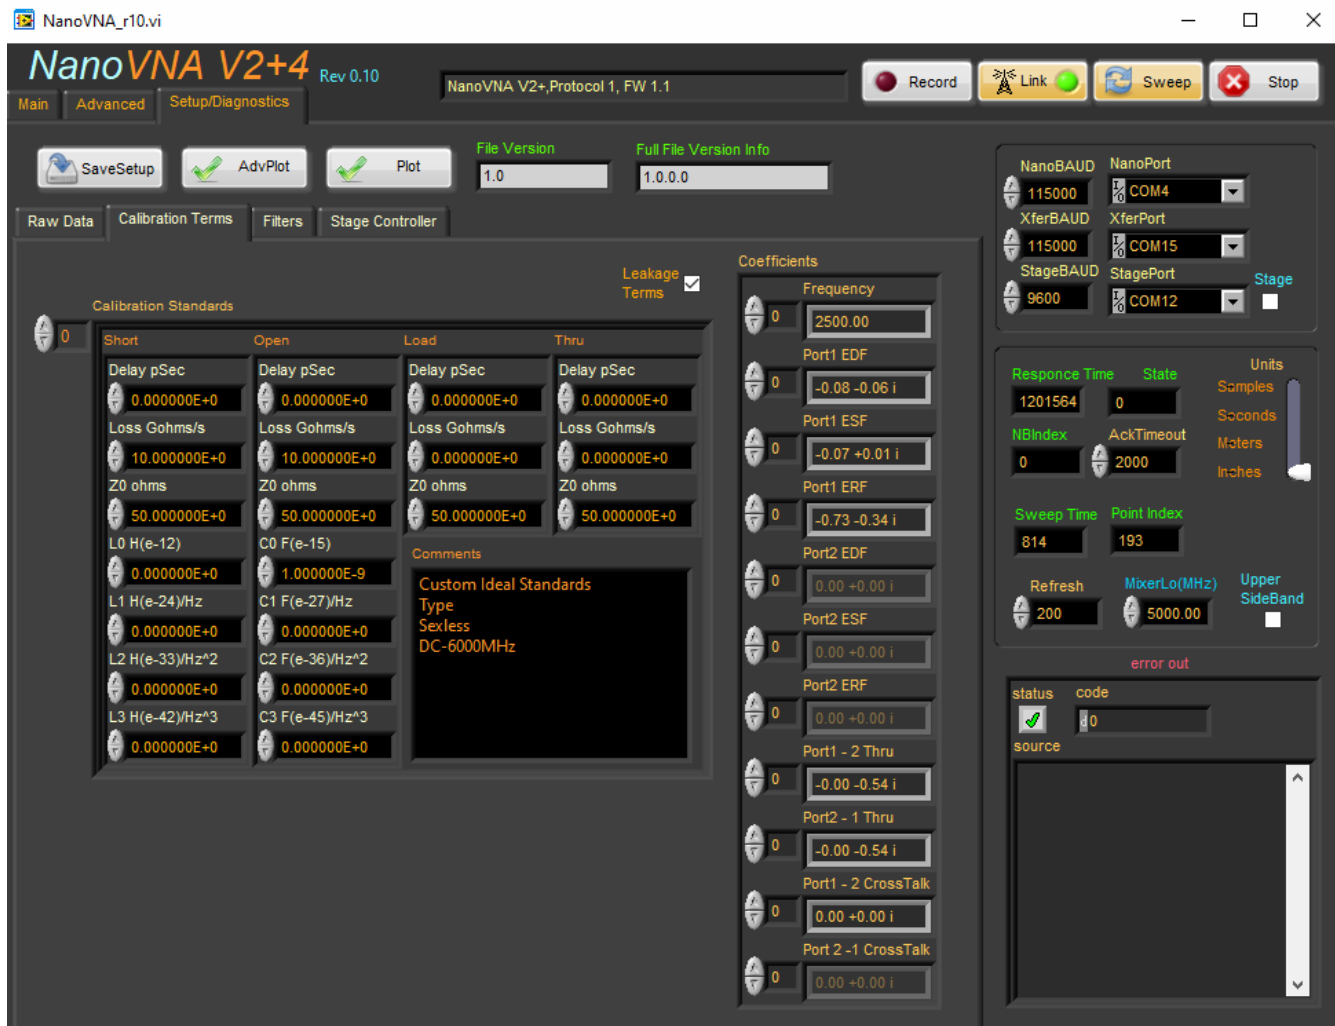 NanoVNA_r10.vi
NanoVNA V2+4 Rev 0.10
NanoVNA V2+,Protocol 1, FW 1.1
Record
Link
Sweep
Stop
Main Advanced Setup/Diagnostics
SaveSetup
AdvPlot
Plot
File Version
1.0
Full File Version Info
1.0.0.0
Raw Data Calibration Terms Filters Stage Controller
Leakage
Terms
Calibration Standards
0
Short
Delay pSec
0.000000E+0
Loss Gohms/s
10.000000E+0
Z0 ohms
50.000000E+0
L0 H(e-12)
0.000000E+0
L1 H(e-24)/Hz
0.000000E+0
L2 H(e-33)/Hz^2
0.000000E+0
L3 H(e-42)/Hz^3
0.000000E+0
Open
Delay pSec
0.000000E+0
Loss Gohms/s
10.000000E+0
Z0 ohms
50.000000E+0
C0 F(e-15)
1.000000E-9
C1 F(e-27)/Hz
0.000000E+0
C2 F(e-36)/Hz^2
0.000000E+0
C3 F(e-45)/Hz^3
0.000000E+0
Load
Delay pSec
0.000000E+0
Loss Gohms/s
0.000000E+0
Z0 ohms
50.000000E+0
Thru
Delay pSec
0.000000E+0
Loss Gohms/s
0.000000E+0
Z0 ohms
50.000000E+0
Comments
Custom Ideal Standards
Type
Sexless
DC-6000MHz
Coefficients
Frequency
0 2500.00
Port1 EDF
0 -0.08 -0.06 i
Port1 ESF
0 -0.07 +0.01 i
Port1 ERF
0 -0.73 -0.34 i
Port2 EDF
0 0.00 +0.00 i
Port2 ESF
0 0.00 +0.00 i
Port2 ERF
0 0.00 +0.00 i
Port1 - 2 Thru
0 -0.00 -0.54 i
Port2 - 1 Thru
0 -0.00 -0.54 i
Port1 - 2 CrossTalk
0 0.00 +0.00 i
Port 2 -1 CrossTalk
0 0.00 +0.00 i
NanoBAUD NanoPort
115000 COM4
XferBAUD XferPort
115000 COM15
StageBAUD StagePort Stage
9600 COM12
Responce Time State
1201564 0
NBIndex AckTimeout
0 2000
Units
Samples
Seconds
Meters
Inches
Sweep Time Point Index
814 193
Refresh MixerLo(MHz) Upper
SideBand
200 5000.00
error out
status code
d 0
source